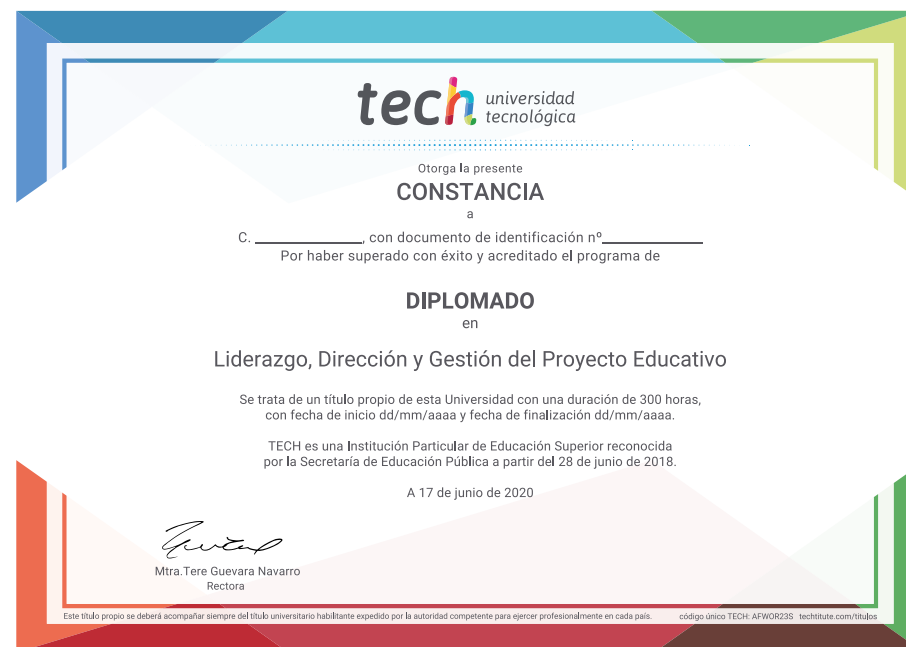 tech universidad
tecnológica
Otorga la presente
CONSTANCIA
a
C. ______________, con documento de identificación nº_____________
Por haber superado con éxito y acreditado el programa de
DIPLOMADO
en
Liderazgo, Dirección y Gestión del Proyecto Educativo
Se trata de un título propio de esta Universidad con una duración de 300 horas,
con fecha de inicio dd/mm/aaaa y fecha de finalización dd/mm/aaaa.
TECH es una Institución Particular de Educación Superior reconocida
por la Secretaría de Educación Pública a partir del 28 de junio de 2018.
A 17 de junio de 2020
Mtra.Tere Guevara Navarro
Rectora
Este título propio se deberá acompañar siempre del título universitario habilitante expedido por la autoridad competente para ejercer profesionalmente en cada país. código único TECH: AFWOR23S techtitute.com/titulos